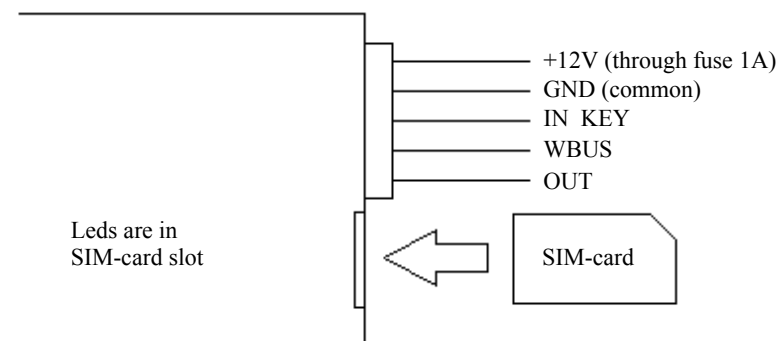 +12V (through fuse 1A)
GND (common)
IN KEY
WBUS
OUT
Leds are in
SIM-card slot
SIM-card